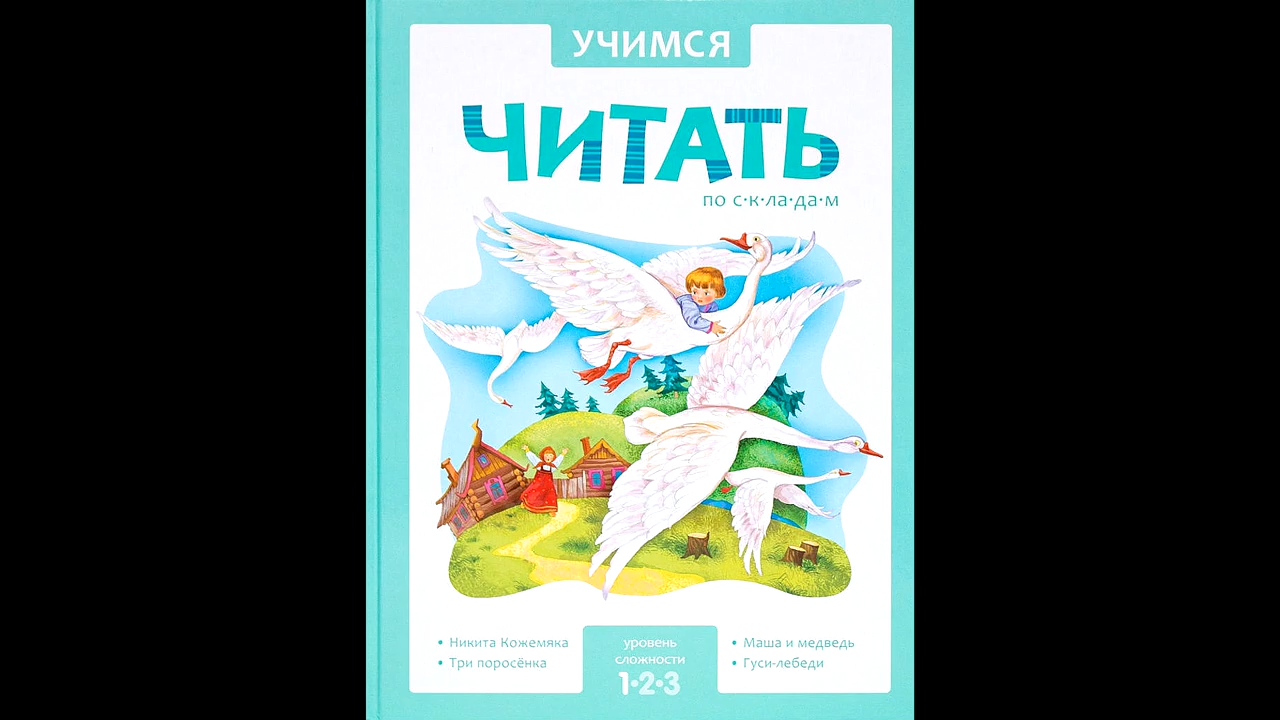 УЧИМСЯ
ЧИТАТЬ
по с·к·ла·да·м
• Никита Кожемяка
• Три поросёнка
уровень
сложности
1·2·3
• Маша и медведь
• Гуси-лебеди